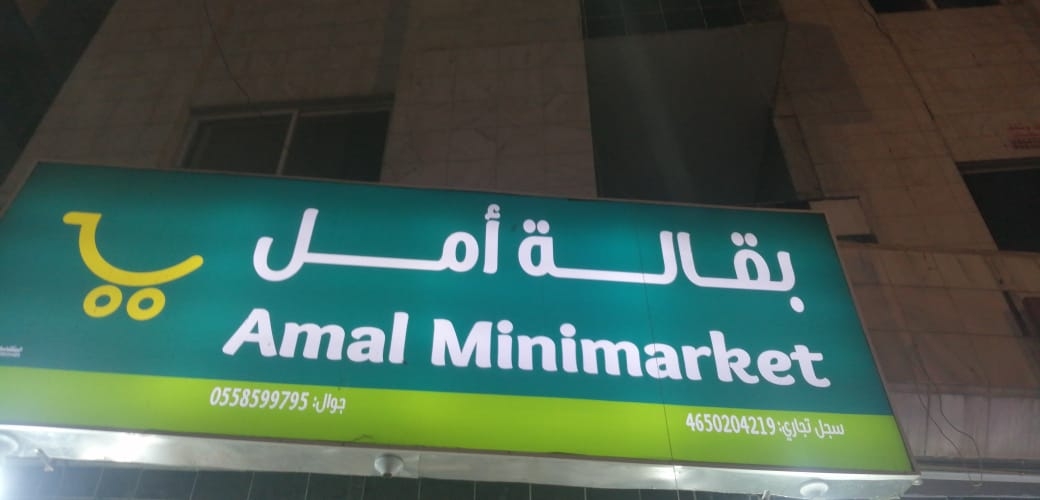 بقالة أمل
Amal Minimarket
جوال: 0558599795
سجل تجاري: 4650204219